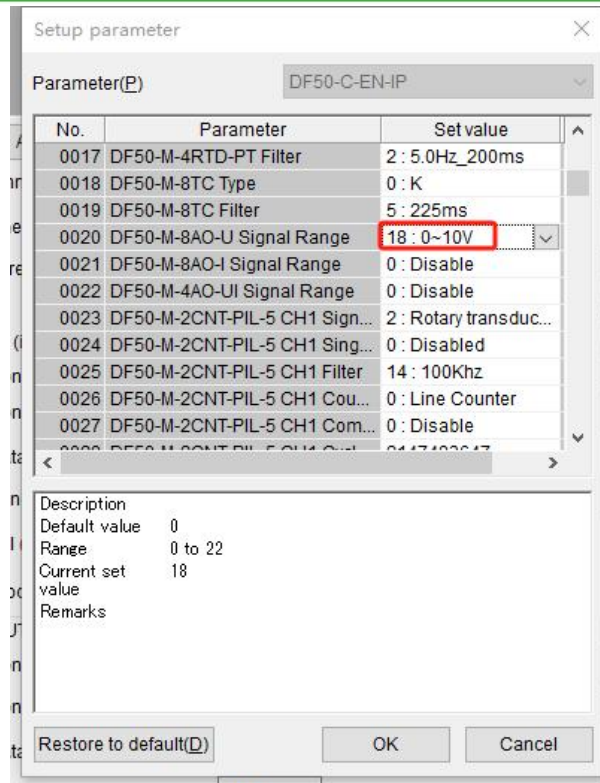 Setup parameter
Parameter(P) DF50-C-EN-IP
No. Parameter Set value
0017 DF50-M-4RTD-PT Filter 2 : 5.0Hz_200ms
0018 DF50-M-8TC Type 0 : K
0019 DF50-M-8TC Filter 5 : 225ms
0020 DF50-M-8AO-U Signal Range 18 : 0~10V
0021 DF50-M-8AO-I Signal Range 0 : Disable
0022 DF50-M-4AO-UI Signal Range 0 : Disable
0023 DF50-M-2CNT-PIL-5 CH1 Sign... 2 : Rotary transduc...
0024 DF50-M-2CNT-PIL-5 CH1 Sing... 0 : Disabled
0025 DF50-M-2CNT-PIL-5 CH1 Filter 14 : 100Khz
0026 DF50-M-2CNT-PIL-5 CH1 Cou... 0 : Line Counter
0027 DF50-M-2CNT-PIL-5 CH1 Com... 0 : Disable
Description
Default value 0
Range 0 to 22
Current set 18
value
Remarks
Restore to default(D) OK Cancel